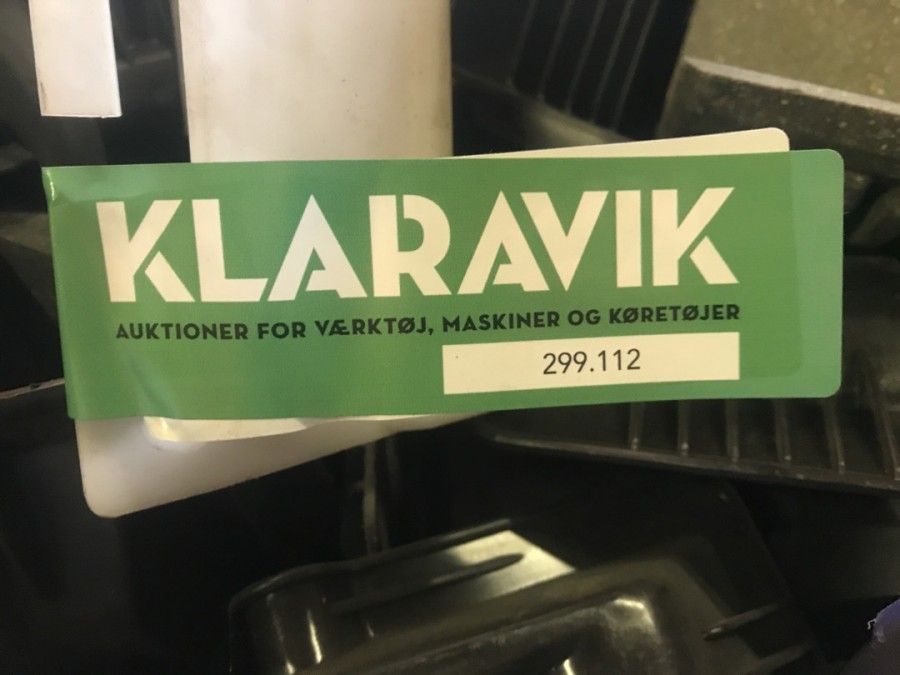 KLARAVIK
AUKTIONER FOR VÆRKTØJ, MASKINER OG KØRETØJER
299.112